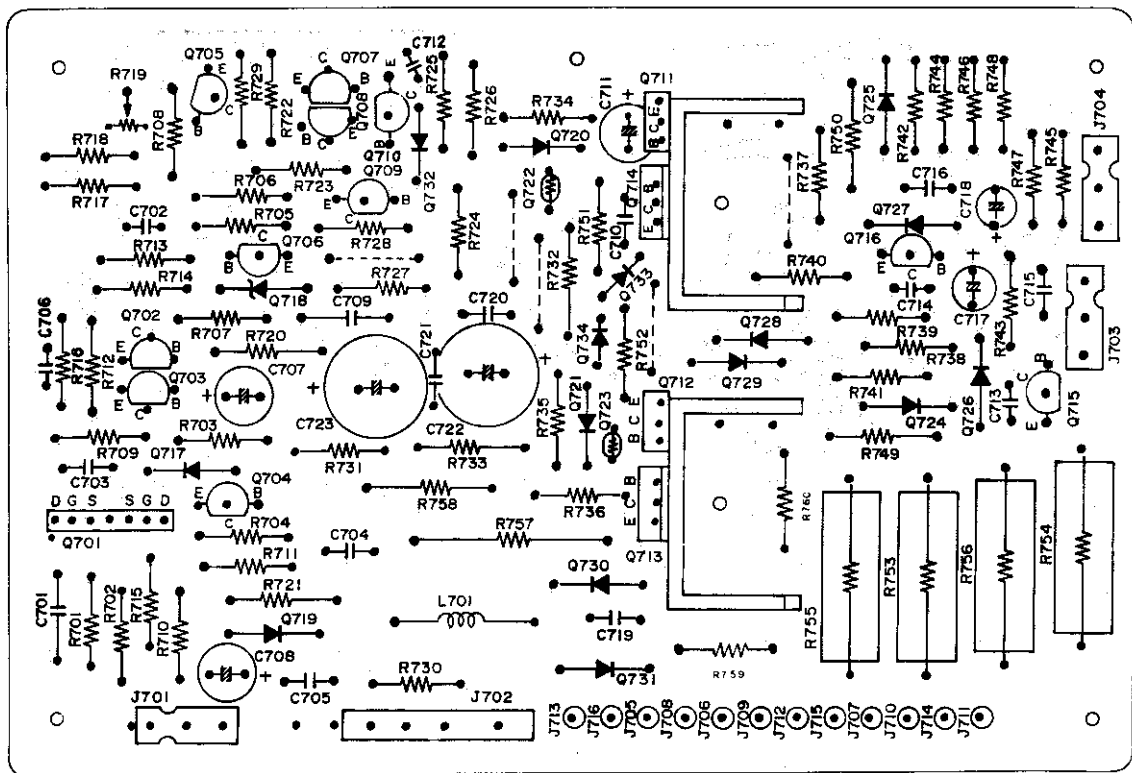 Q705
R719
R708
E
C
B
R729
R722
Q707
C
E
B
Q708
B
E
C
Q710
E
B
C
C712
R725
R726
Q732
R734
Q720
C711
+
Q711
E
C
B
Q725
R744
R746
R748
R742
R750
R737
R747
R745
J704
R718
R717
R723
R706
R705
Q709
E
B
C
R728
R724
Q722
R751
C710
Q714
B
C
E
C716
C718
+
Q727
Q716
B
E
C
C702
R713
R714
Q706
C
B
E
Q718
C709
R727
C720
R732
Q733
R740
C714
+
C717
R743
C715
J703
C706
R716
R712
Q702
C
E
B
Q703
E
B
C
R707
R720
C707
+
+
C723
C721
+
C722
Q734
R752
Q728
Q729
R739
R738
R741
Q724
Q726
C713
B
C
E
Q715
R749
R709
C703
R703
Q717
Q704
E
B
C
R731
R733
R735
Q721
Q723
Q712
E
C
B
R758
R736
B
C
E
Q713
R760
D G S S G D
Q701
R704
R711
C704
R757
R755
R753
R756
R754
C701
R701
R702
R715
R710
R721
Q719
C708
+
L701
Q730
C719
Q731
R759
C705
R730
J701
J702
J713
J716
J705
J708
J706
J709
J712
J715
J707
J710
J714
J711